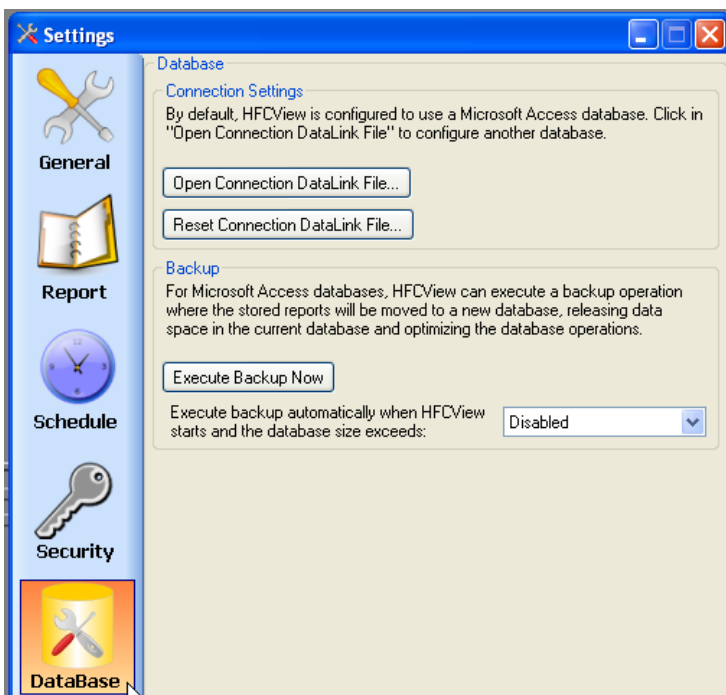 Settings
General
Report
Schedule
Security
DataBase
Database
Connection Settings
By default, HFCView is configured to use a Microsoft Access database. Click in
"Open Connection DataLink File" to configure another database.
Open Connection DataLink File...
Reset Connection DataLink File...
Backup
For Microsoft Access databases, HFCView can execute a backup operation
where the stored reports will be moved to a new database, releasing data
space in the current database and optimizing the database operations.
Execute Backup Now
Execute backup automatically when HFCView
starts and the database size exceeds:
Disabled